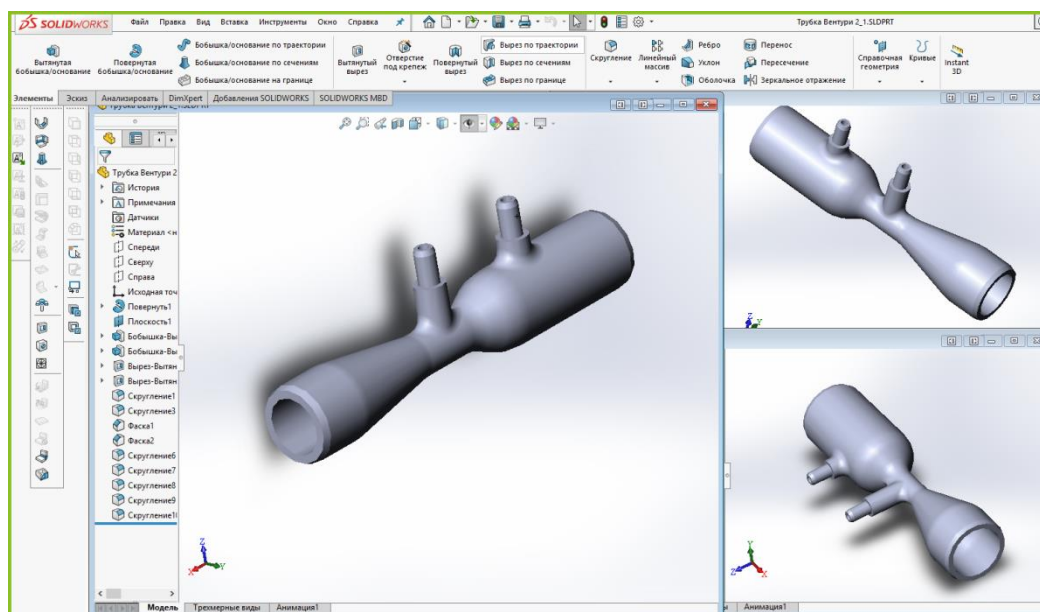 SOLIDWORKS Файл Правка Вид Вставка Инструменты Окно Справка Трубка Вентури 2_1.SLDPRT
Вытянутая бобышка/основание
Повернутая бобышка/основание
Бобышка/основание по траектории
Бобышка/основание по сечениям
Бобышка/основание на границе
Вытянутый вырез
Отверстие под крепеж
Повернутый вырез
Вырез по траектории
Вырез по сечениям
Вырез по границе
Скругление
Линейный массив
Ребро
Уклон
Оболочка
Перенос
Пересечение
Зеркальное отражение
Справочная геометрия
Кривые
Instant 3D
Элементы Эскиз Анализировать DimXpert Добавления SOLIDWORKS SOLIDWORKS MBD
Трубка Вентури 2_1.SLDPRT
Трубка Вентури 2
История
Примечания
Датчики
Материал <н
Спереди
Сверху
Справа
Исходная точ
Повернуть1
Плоскость1
Бобышка-Вы
Бобышка-Вы
Вырез-Вытян
Вырез-Вытян
Скругление1
Скругление3
Фаска1
Фаска2
Скругление6
Скругление7
Скругление8
Скругление9
Скругление1
Z
Y
X
Z
Y
Z
X
Модель Трехмерные виды Анимация1
Анимация1